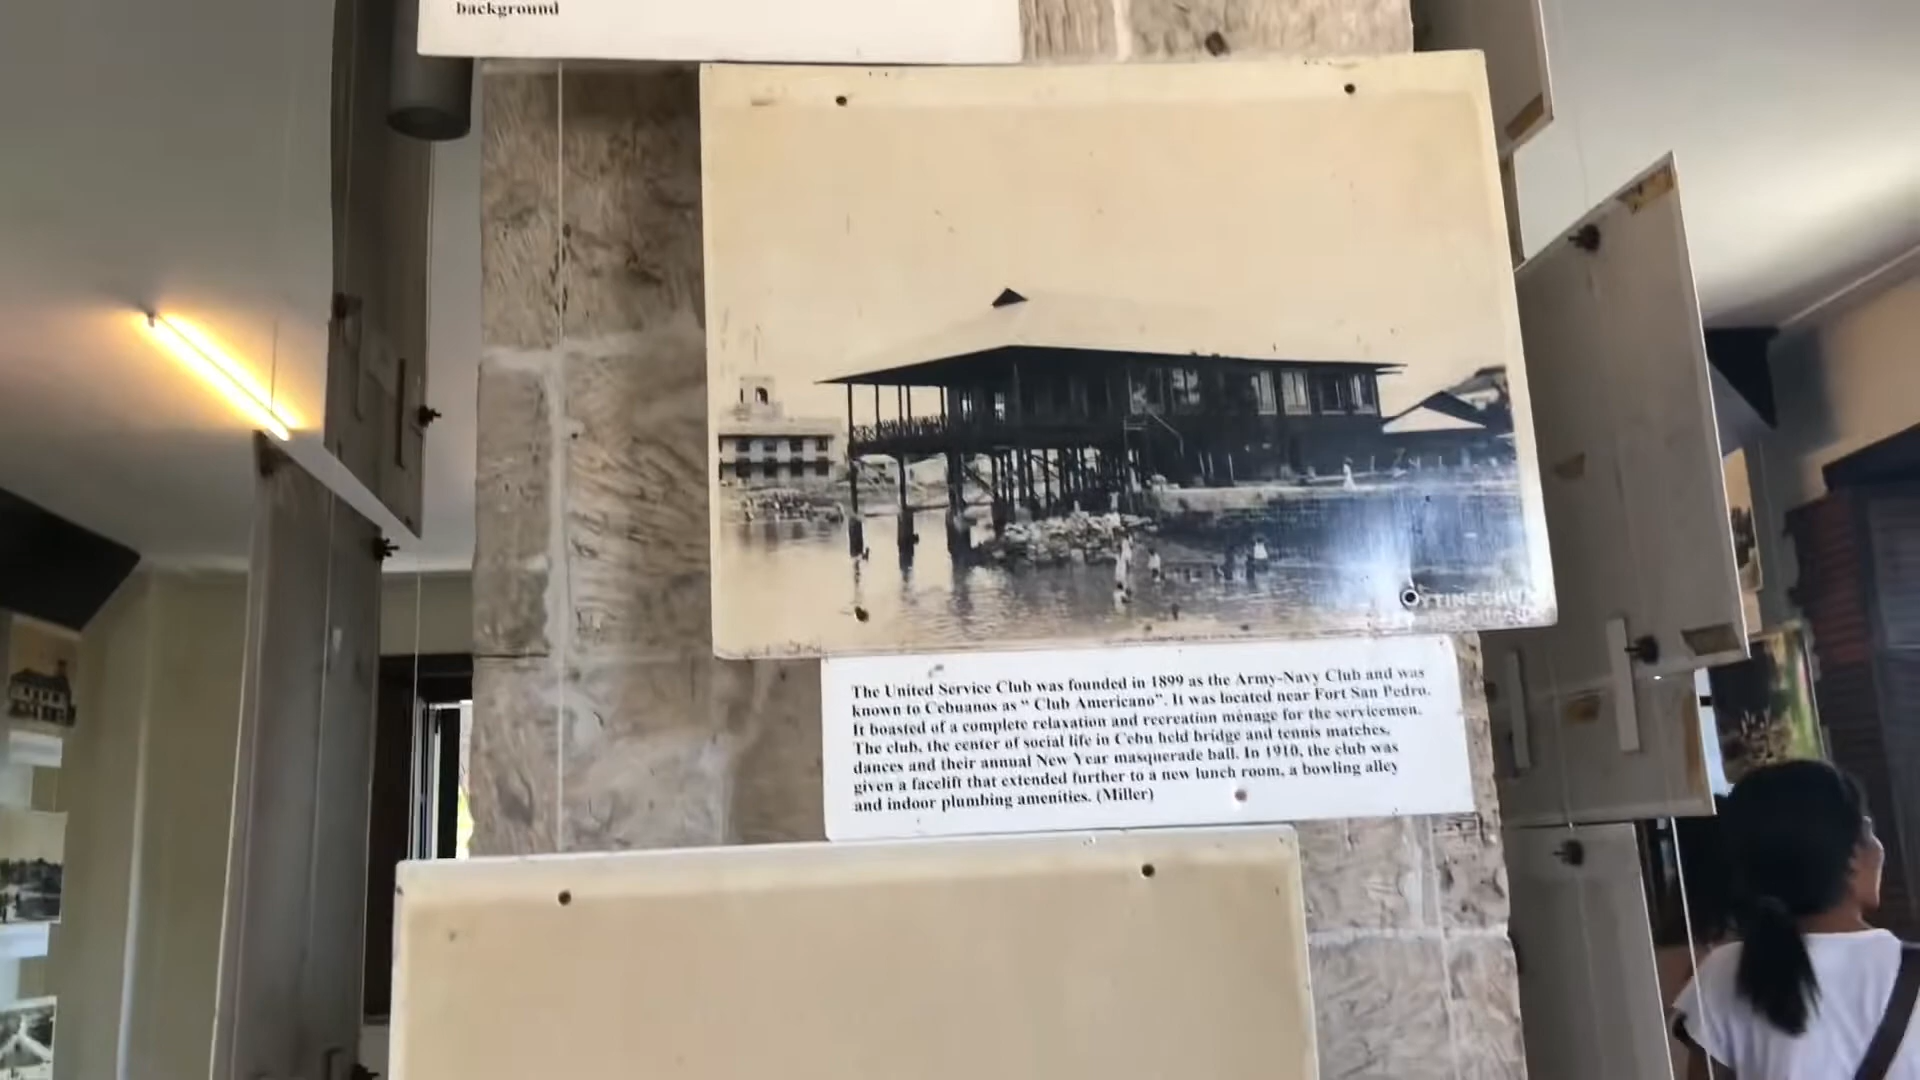 background
The United Service Club was founded in 1899 as the Army-Navy Club and was
known to Cebuanos as “ Club Americano”. It was located near Fort San Pedro.
It boasted of a complete relaxation and recreation menage for the servicemen.
The club, the center of social life in Cebu held bridge and tennis matches,
dances and their annual New Year masquerade ball. In 1910, the club was
given a facelift that extended further to a new lunch room, a bowling alley
and indoor plumbing amenities. (Miller)